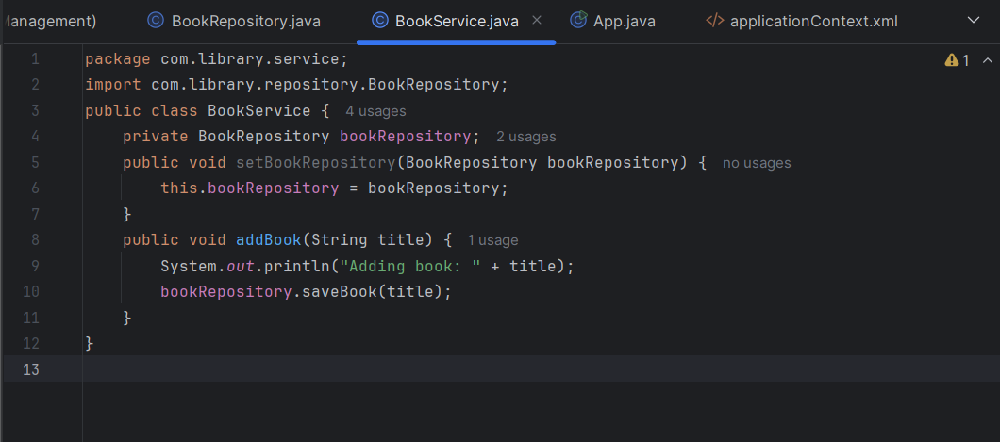 Management) BookRepository.java BookService.java App.java </> applicationContext.xml
1 package com.library.service; 1
2 import com.library.repository.BookRepository;
3 public class BookService { 4 usages
4 private BookRepository bookRepository; 2 usages
5 public void setBookRepository(BookRepository bookRepository) { no usages
6 this.bookRepository = bookRepository;
7 }
8 public void addBook(String title) { 1 usage
9 System.out.println("Adding book: " + title);
10 bookRepository.saveBook(title);
11 }
12 }
13